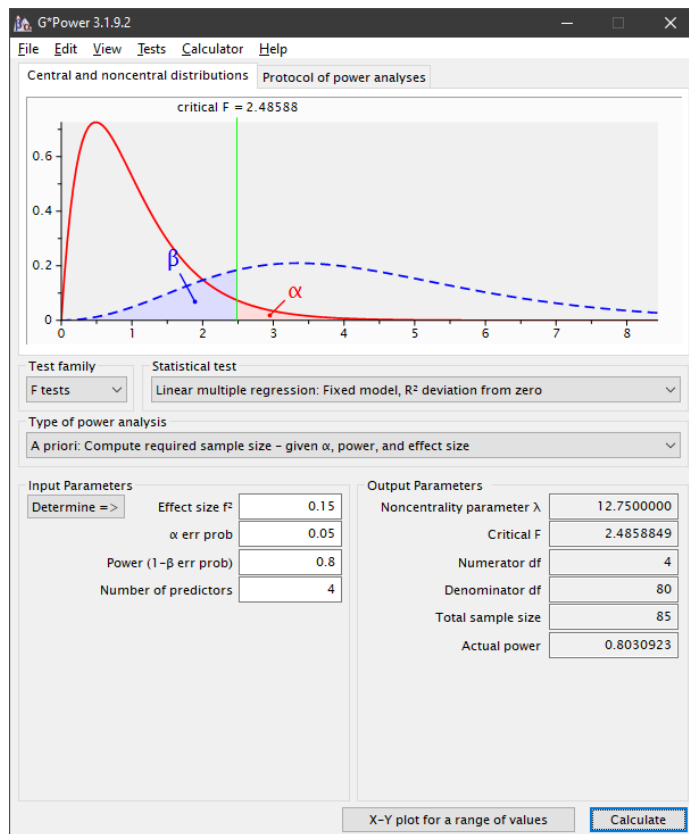 G*Power 3.1.9.2
File Edit View Tests Calculator Help
Central and noncentral distributions Protocol of power analyses
critical F = 2.48588
0.6
0.4
0.2
0
β
α
0 1 2 3 4 5 6 7 8
Test family Statistical test
F tests Linear multiple regression: Fixed model, R² deviation from zero
Type of power analysis
A priori: Compute required sample size – given α, power, and effect size
Input Parameters Output Parameters
Determine => Effect size f² 0.15 Noncentrality parameter λ 12.7500000
α err prob 0.05 Critical F 2.4858849
Power (1-β err prob) 0.8 Numerator df 4
Number of predictors 4 Denominator df 80
Total sample size 85
Actual power 0.8030923
X-Y plot for a range of values Calculate